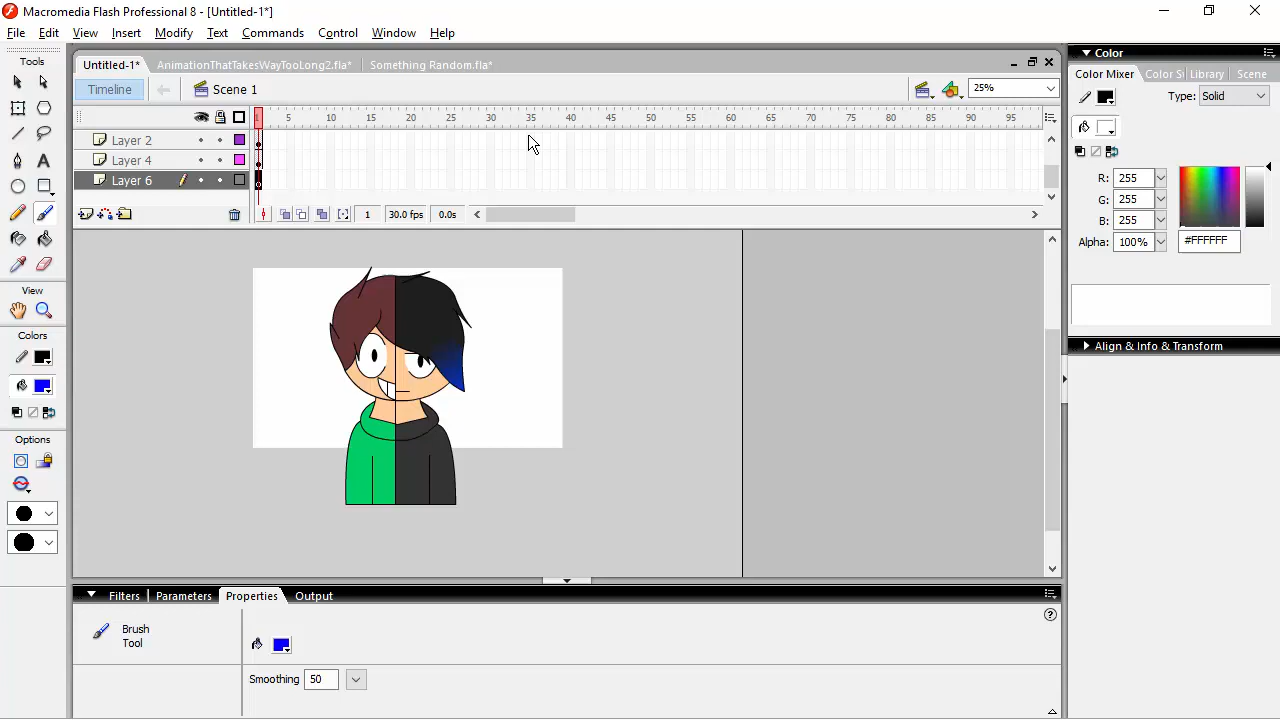 Macromedia Flash Professional 8 - [Untitled-1*]
File Edit View Insert Modify Text Commands Control Window Help
Tools
View
Colors
Options
Untitled-1* AnimationThatTakesWayTooLong2.fla* Something Random.fla*
Timeline Scene 1 25%
1 5 10 15 20 25 30 35 40 45 50 55 60 65 70 75 80 85 90 95
Layer 2
Layer 4
Layer 6
1 30.0 fps 0.0s
Filters Parameters Properties Output
Brush
Tool
Smoothing 50
Color
Color Mixer Color S Library Scene
Type: Solid
R: 255
G: 255
B: 255
Alpha: 100% #FFFFFF
Align & Info & Transform